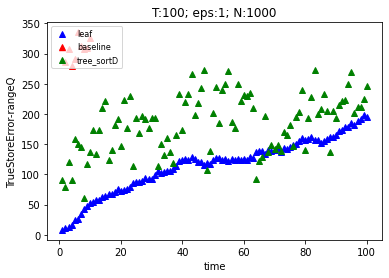 T:100; eps:1; N:1000
TrueStoreError-rangeQ
350
300
250
200
150
100
50
0
leaf
baseline
tree_sortD
0 20 40 60 80 100
time